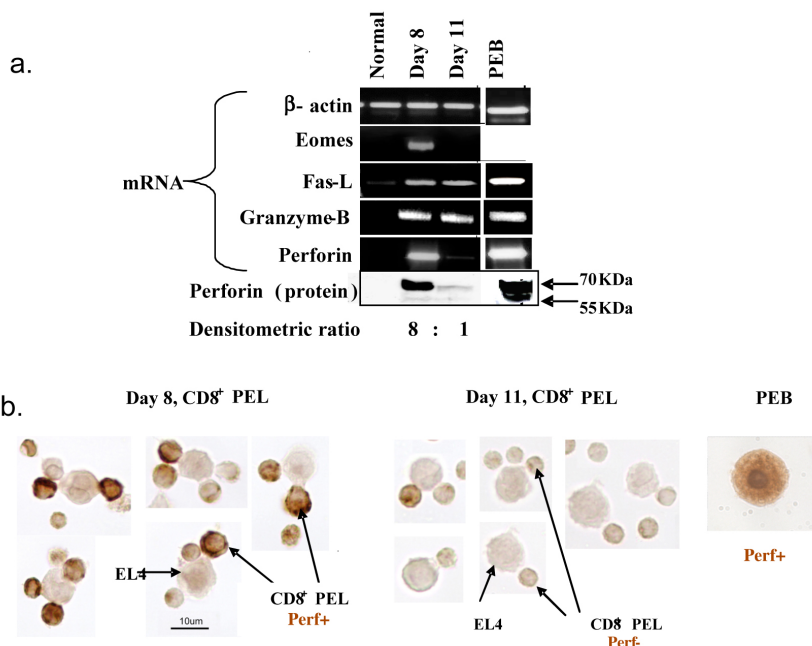 a.
Normal
Day 8
Day 11
PEB
β- actin
Eomes
mRNA
Fas-L
Granzyme-B
Perforin
Perforin (protein)
70KDa
55KDa
Densitometric ratio 8 : 1
b.
Day 8, CD8+ PEL
Day 11, CD8+ PEL
PEB
Perf+
EL4
CD8+ PEL
Perf+
10um
EL4
CD8+ PEL
Perf-